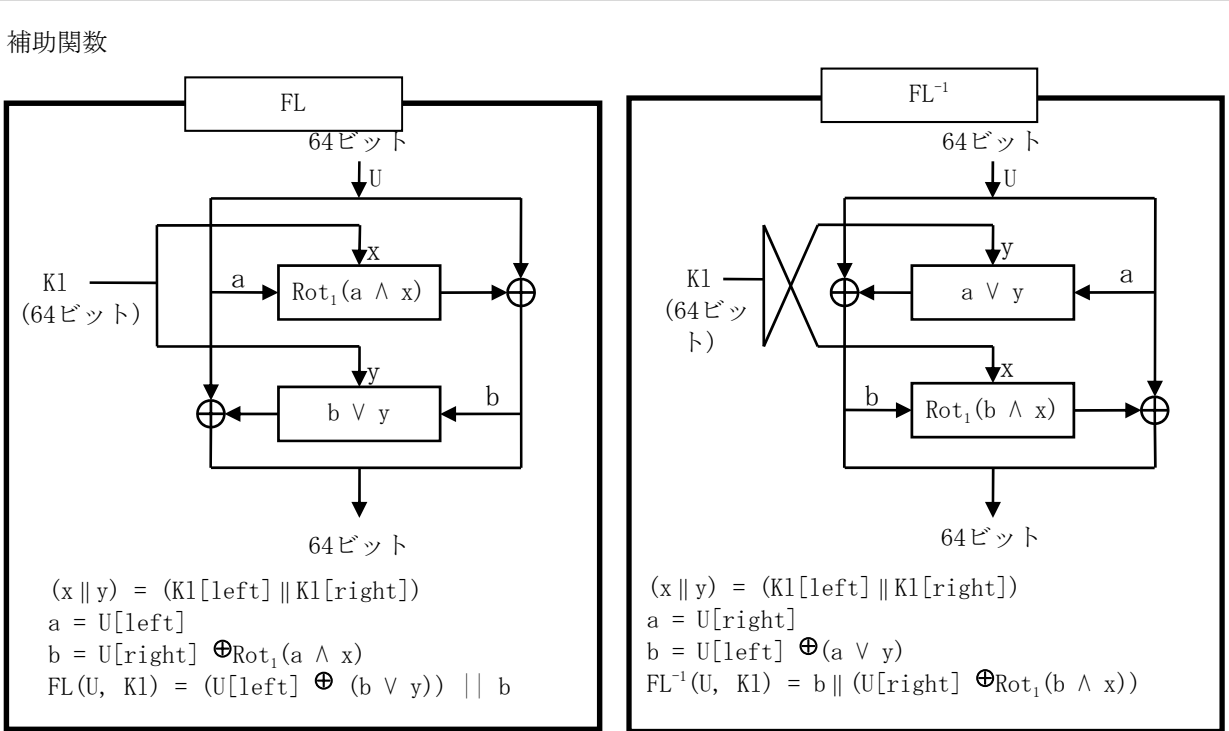 補助関数
FL
64ビット
U
x
a
Kl
(64ビット)
Rot₁(a ∧ x)
y
b
b ∨ y
64ビット
(x‖y) = (Kl[left]‖Kl[right])
a = U[left]
b = U[right] ⊕Rot₁(a ∧ x)
FL(U, Kl) = (U[left] ⊕ (b ∨ y)) || b
FL⁻¹
64ビット
U
y
a
Kl
(64ビッ
ト)
a ∨ y
x
b
Rot₁(b ∧ x)
64ビット
(x‖y) = (Kl[left]‖Kl[right])
a = U[right]
b = U[left] ⊕(a ∨ y)
FL⁻¹(U, Kl) = b‖(U[right] ⊕Rot₁(b ∧ x))